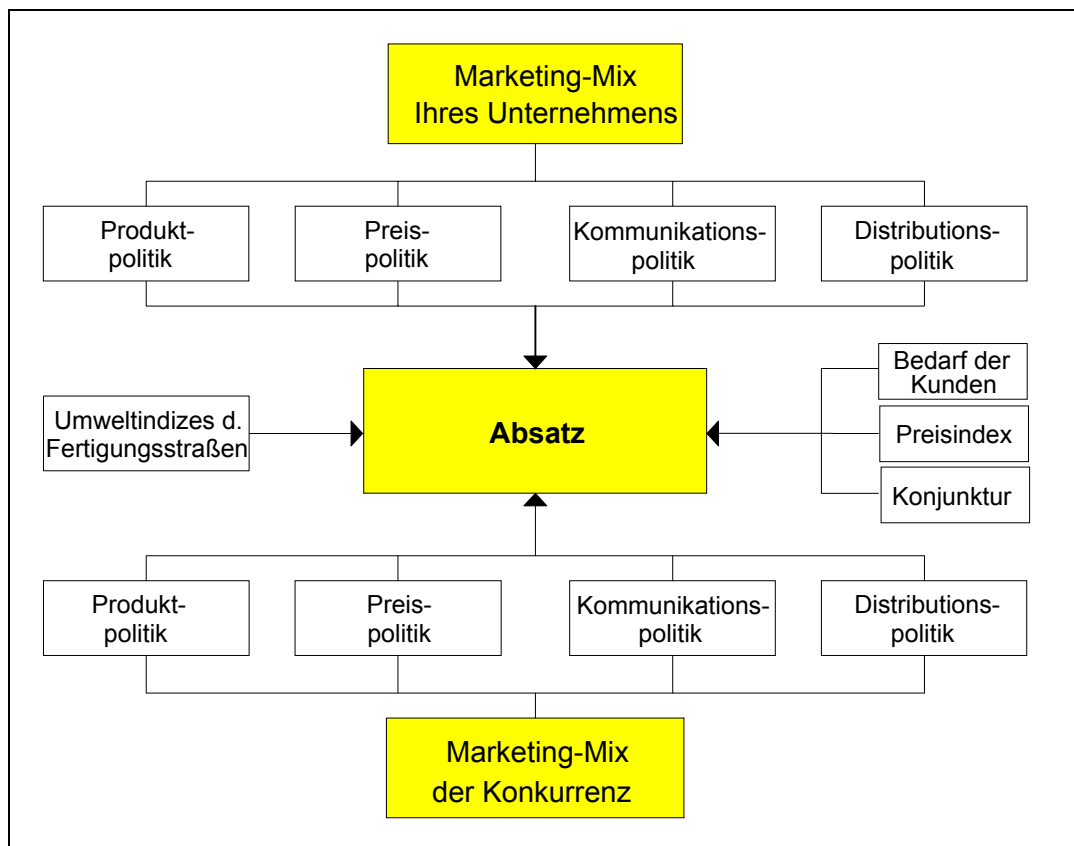 Marketing-Mix
Ihres Unternehmens
Produkt-
politik
Preis-
politik
Kommunikations-
politik
Distributions-
politik
Umweltindizes d.
Fertigungsstraßen
Absatz
Bedarf der
Kunden
Preisindex
Konjunktur
Produkt-
politik
Preis-
politik
Kommunikations-
politik
Distributions-
politik
Marketing-Mix
der Konkurrenz